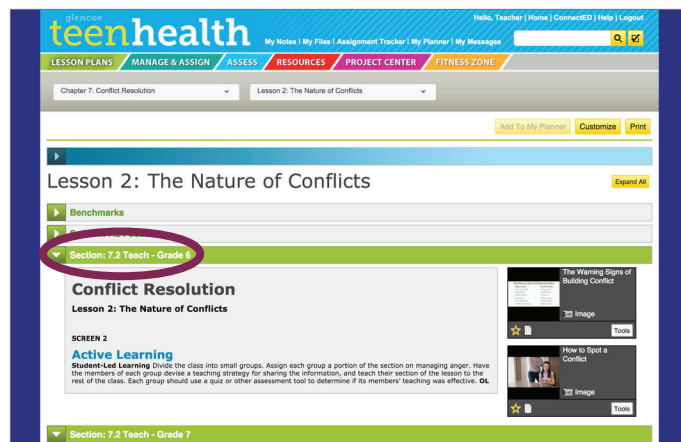 glencoe
teenhealth
Hello, Teacher | Home | ConnectED | Help | Logout
My Notes | My Files | Assignment Tracker | My Planner | My Messages
LESSON PLANS MANAGE & ASSIGN ASSESS RESOURCES PROJECT CENTER FITNESS ZONE
Chapter 7: Conflict Resolution
Lesson 2: The Nature of Conflicts
Add To My Planner Customize Print
Lesson 2: The Nature of Conflicts
Expand All
Benchmarks
Section: 7.2 Teach - Grade 6
Conflict Resolution
Lesson 2: The Nature of Conflicts
SCREEN 2
Active Learning
Student-Led Learning Divide the class into small groups. Assign each group a portion of the section on managing anger. Have
the members of each group devise a teaching strategy for sharing the information, and teach their section of the lesson to the
rest of the class. Each group should use a quiz or other assessment tool to determine if its members' teaching was effective. OL
The Warning Signs of
Building Conflict
Image
Tools
How to Spot a
Conflict
Image
Tools
Section: 7.2 Teach - Grade 7